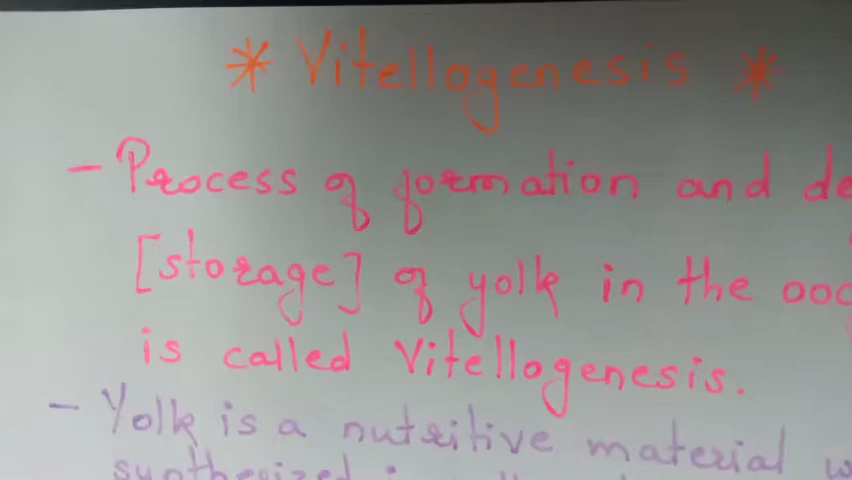 * Vitellogenesis *
- Process of formation and de
[storage] of yolk in the ooc
is called Vitellogenesis.
- Yolk is a nutritive material w
synthesized